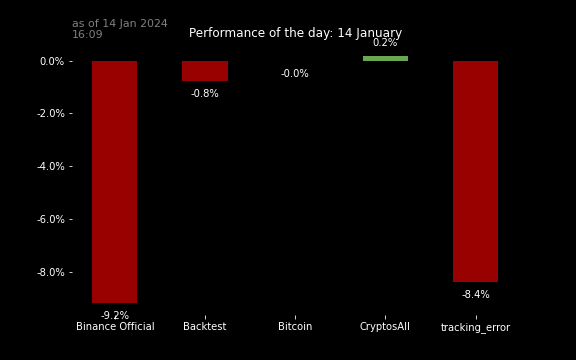 as of 14 Jan 2024
16:09
Performance of the day: 14 January
0.2%
0.0%
-0.0%
-0.8%
-2.0%
-4.0%
-6.0%
-8.0%
-8.4%
-9.2%
Binance Official
Backtest
Bitcoin
CryptosAll
tracking_error